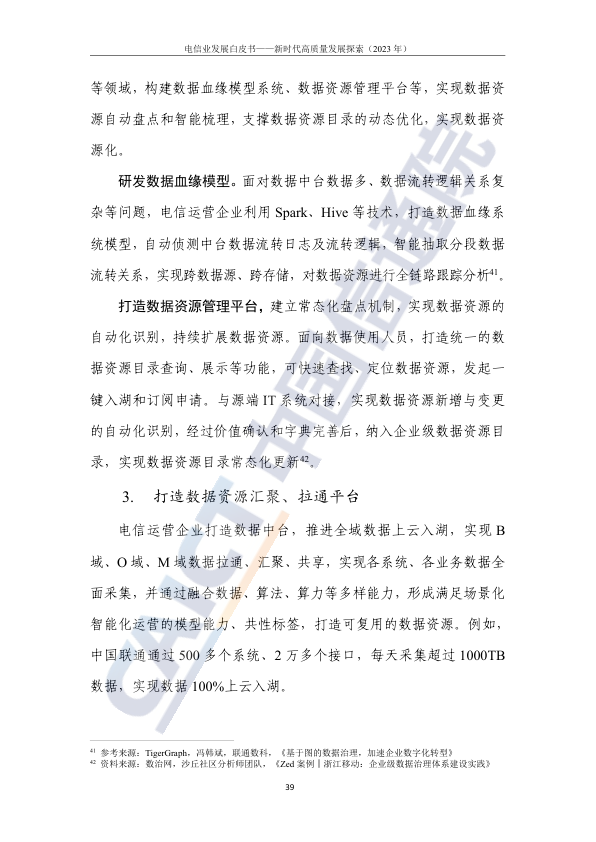 电信业发展白皮书——新时代高质量发展探索（2023 年）
等领域，构建数据血缘模型系统、数据资源管理平台等，实现数据资
源自动盘点和智能梳理，支撑数据资源目录的动态优化，实现数据资
源化。
研发数据血缘模型。面对数据中台数据多、数据流转逻辑关系复
杂等问题，电信运营企业利用 Spark、Hive 等技术，打造数据血缘系
统模型，自动侦测中台数据流转日志及流转逻辑，智能抽取分段数据
流转关系，实现跨数据源、跨存储，对数据资源进行全链路跟踪分析41。
打造数据资源管理平台，建立常态化盘点机制，实现数据资源的
自动化识别，持续扩展数据资源。面向数据使用人员，打造统一的数
据资源目录查询、展示等功能，可快速查找、定位数据资源，发起一
键入湖和订阅申请。与源端 IT 系统对接，实现数据资源新增与变更
的自动化识别，经过价值确认和字典完善后，纳入企业级数据资源目
录，实现数据资源目录常态化更新42。
3. 打造数据资源汇聚、拉通平台
电信运营企业打造数据中台，推进全域数据上云入湖，实现 B
域、O 域、M 域数据拉通、汇聚、共享，实现各系统、各业务数据全
面采集，并通过融合数据、算法、算力等多样能力，形成满足场景化
智能化运营的模型能力、共性标签，打造可复用的数据资源。例如，
中国联通通过 500 多个系统、2 万多个接口，每天采集超过 1000TB
数据，实现数据 100%上云入湖。
41 参考来源：TigerGraph，冯韩斌，联通数科，《基于图的数据治理，加速企业数字化转型》
42 资料来源：数治网，沙丘社区分析师团队，《Zed 案例丨浙江移动：企业级数据治理体系建设实践》
39
CAICT 中国信通院